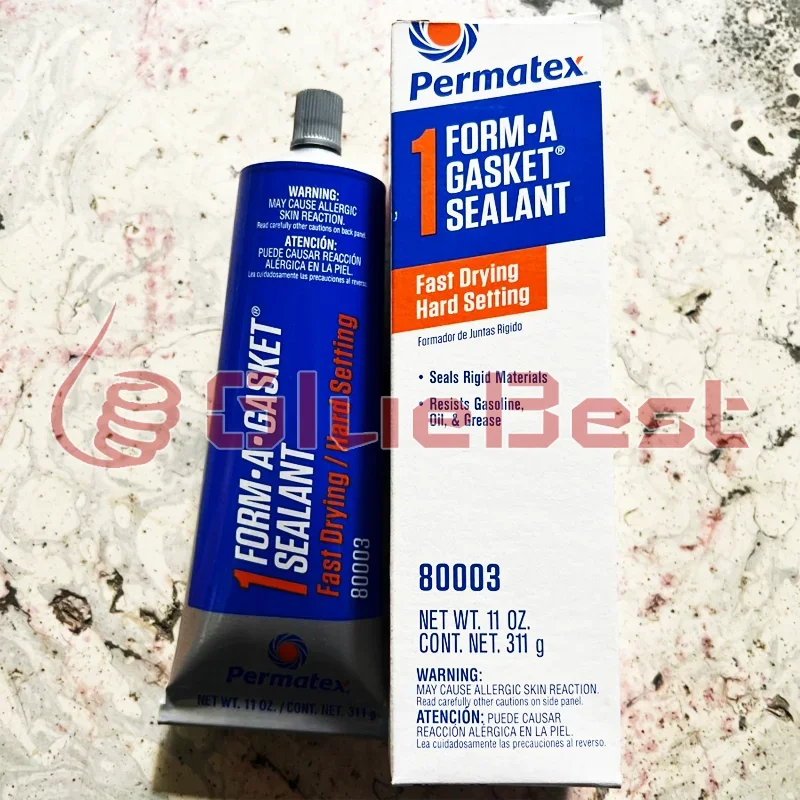 WARNING:
MAY CAUSE ALLERGIC
SKIN REACTION.
Read carefully other cautions on back panel.
ATENCIÓN:
PUEDE CAUSAR REACCIÓN
ALÉRGICA EN LA PIEL.
Lea cuidadosamente las precauciones al reverso.
1 FORM•A•GASKET®
SEALANT
Fast Drying / Hard Setting
80003
Permatex
NET WT. 11 OZ. / CONT. NET. 311 g
Permatex®
1 FORM•A
GASKET®
SEALANT
Fast Drying
Hard Setting
Formador de Juntas Rigido
• Seals Rigid Materials
• Resists Gasoline,
Oil, & Grease
80003
NET WT. 11 OZ.
CONT. NET. 311 g
WARNING:
MAY CAUSE ALLERGIC SKIN REACTION.
Read carefully other cautions on side panel.
ATENCIÓN: PUEDE CAUSAR
REACCIÓN ALÉRGICA EN LA PIEL.
Lea cuidadosamente las precauciones al reverso.
GlueBest